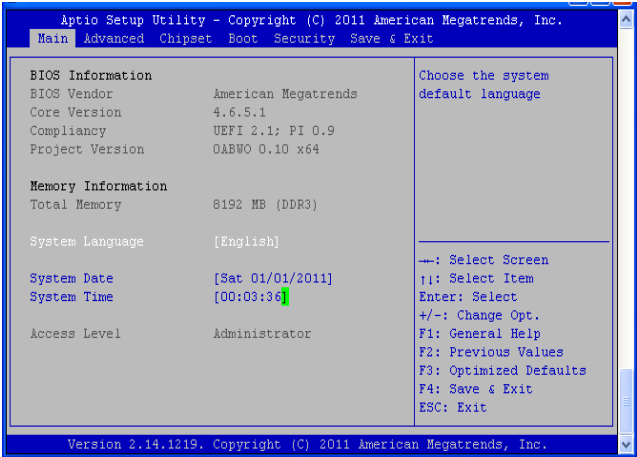 Aptio Setup Utility - Copyright (C) 2011 American Megatrends, Inc.
Main Advanced Chipset Boot Security Save & Exit
BIOS Information
BIOS Vendor American Megatrends
Core Version 4.6.5.1
Compliancy UEFI 2.1; PI 0.9
Project Version 0ABWO 0.10 x64
Memory Information
Total Memory 8192 MB (DDR3)
System Language [English]
System Date [Sat 01/01/2011]
System Time [00:03:36]
Access Level Administrator
Choose the system
default language
→←: Select Screen
↑↓: Select Item
Enter: Select
+/-: Change Opt.
F1: General Help
F2: Previous Values
F3: Optimized Defaults
F4: Save & Exit
ESC: Exit
Version 2.14.1219. Copyright (C) 2011 American Megatrends, Inc.